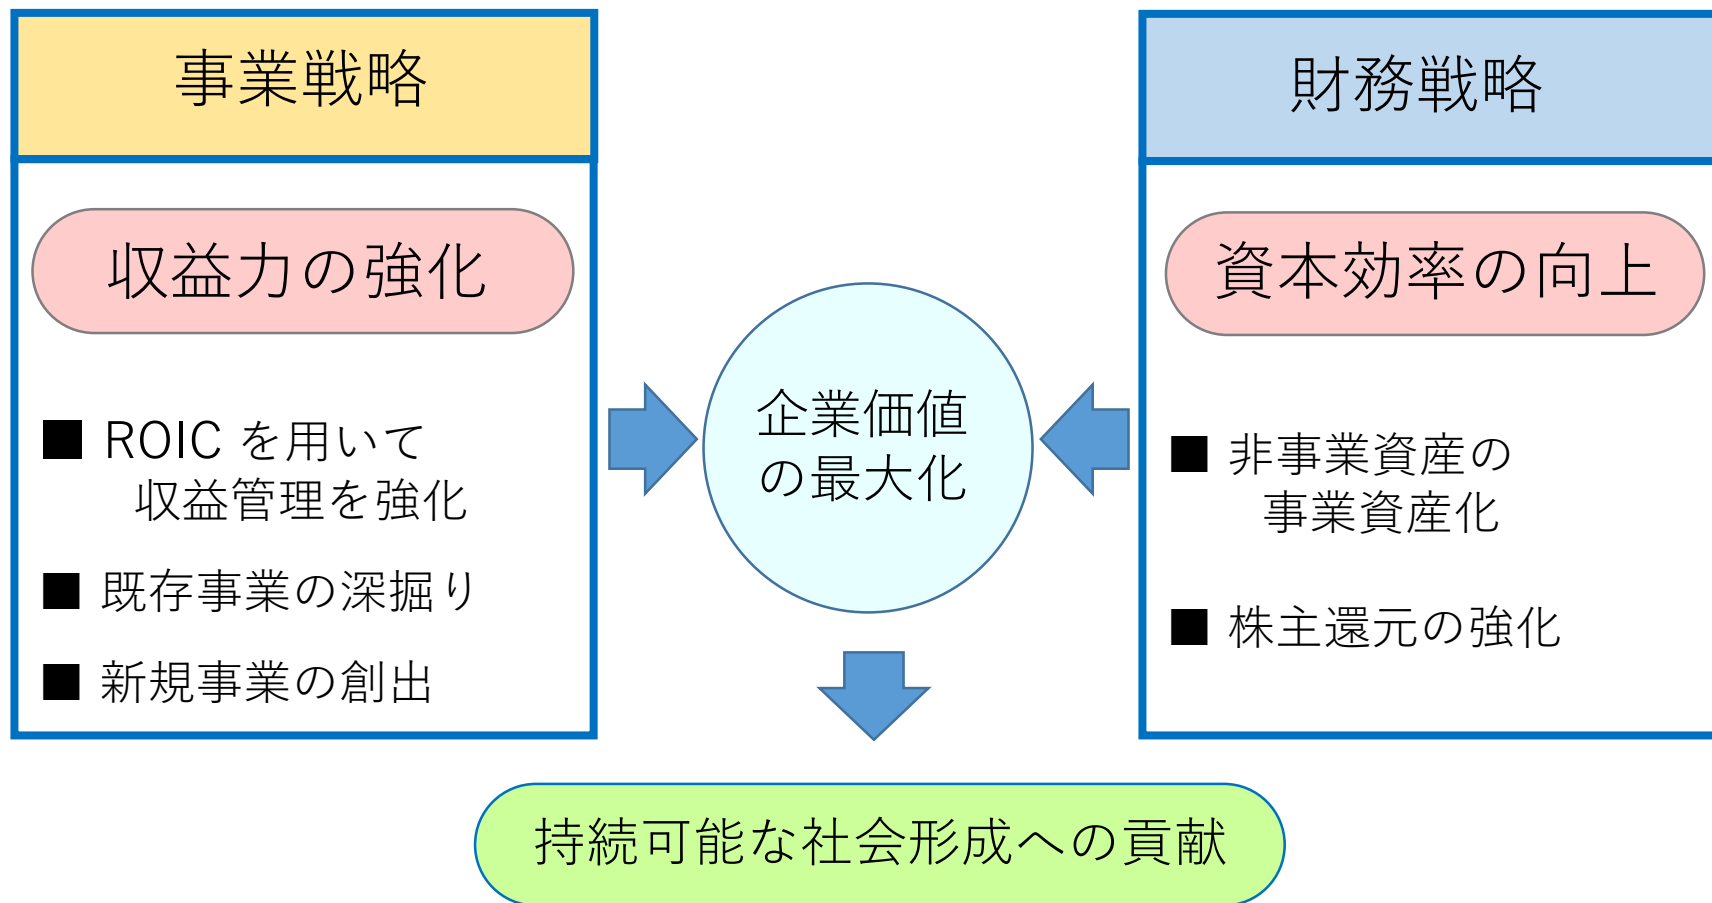 事業戦略
収益力の強化
■ ROIC を用いて
収益管理を強化
■ 既存事業の深掘り
■ 新規事業の創出
企業価値
の最大化
財務戦略
資本効率の向上
■ 非事業資産の
事業資産化
■ 株主還元の強化
持続可能な社会形成への貢献